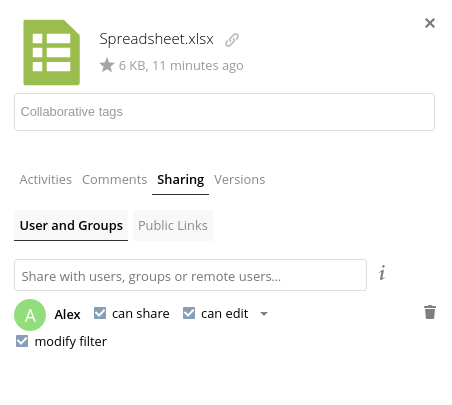 Spreadsheet.xlsx
6 KB, 11 minutes ago
Collaborative tags
Activities Comments Sharing Versions
User and Groups Public Links
Share with users, groups or remote users...
i
A Alex can share can edit
modify filter